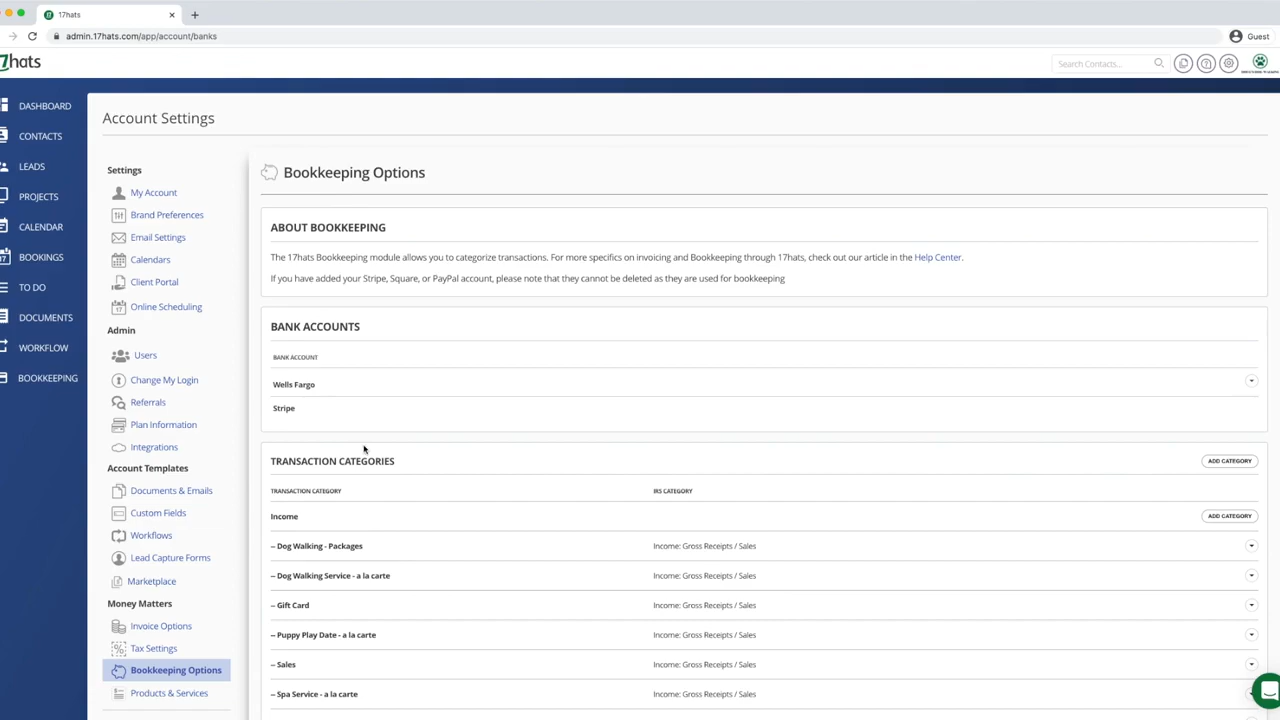 17hats
admin.17hats.com/app/account/banks
Guest
7hats
Search Contacts...
DASHBOARD
CONTACTS
LEADS
PROJECTS
CALENDAR
BOOKINGS
TO DO
DOCUMENTS
WORKFLOW
BOOKKEEPING
Account Settings
Settings
My Account
Brand Preferences
Email Settings
Calendars
Client Portal
Online Scheduling
Admin
Users
Change My Login
Referrals
Plan Information
Integrations
Account Templates
Documents & Emails
Custom Fields
Workflows
Lead Capture Forms
Marketplace
Money Matters
Invoice Options
Tax Settings
Bookkeeping Options
Products & Services
Bookkeeping Options
ABOUT BOOKKEEPING
The 17hats Bookkeeping module allows you to categorize transactions. For more specifics on invoicing and Bookkeeping through 17hats, check out our article in the Help Center.
If you have added your Stripe, Square, or PayPal account, please note that they cannot be deleted as they are used for bookkeeping
BANK ACCOUNTS
BANK ACCOUNT
Wells Fargo
Stripe
TRANSACTION CATEGORIES ADD CATEGORY
TRANSACTION CATEGORY IRS CATEGORY
Income ADD CATEGORY
-- Dog Walking - Packages Income: Gross Receipts / Sales
-- Dog Walking Service - a la carte Income: Gross Receipts / Sales
-- Gift Card Income: Gross Receipts / Sales
-- Puppy Play Date - a la carte Income: Gross Receipts / Sales
-- Sales Income: Gross Receipts / Sales
-- Spa Service - a la carte Income: Gross Receipts / Sales